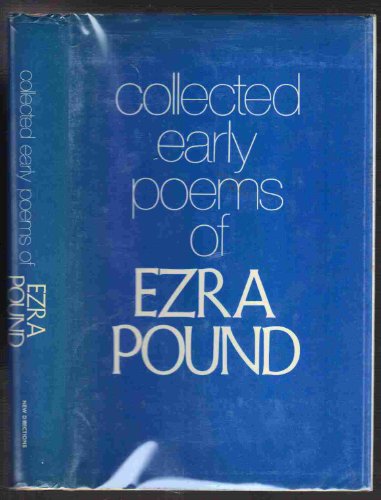 collected
early
poems
of
EZRA
POUND
collected early poems of
EZRA
POUND
NEW DIRECTIONS